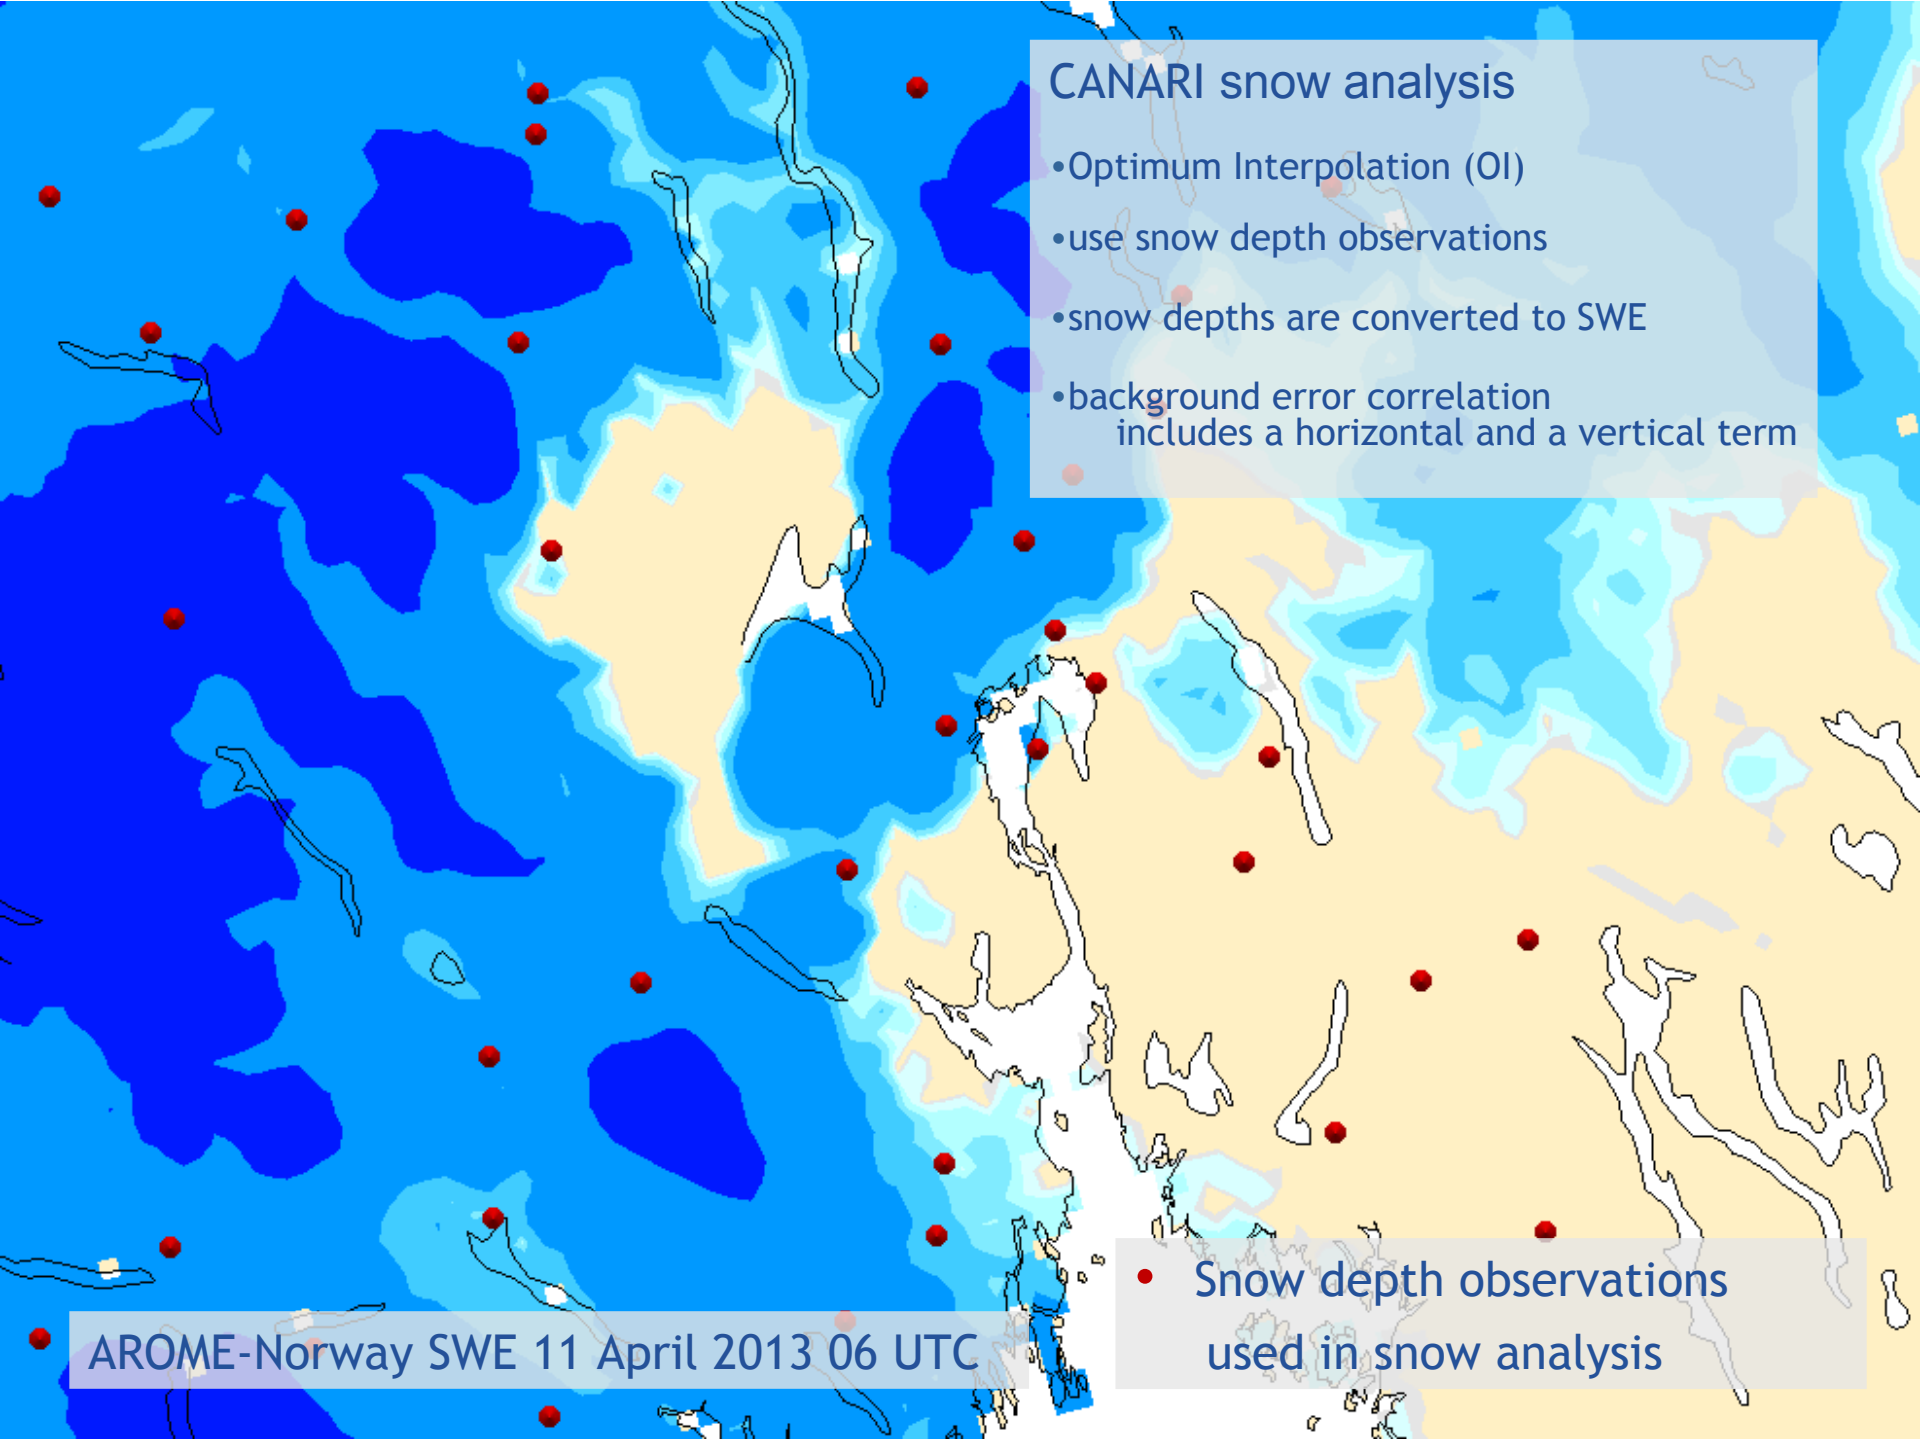 CANARI snow analysis
•Optimum Interpolation (OI)
•use snow depth observations
•snow depths are converted to SWE
•background error correlation
includes a horizontal and a vertical term
• Snow depth observations
used in snow analysis
AROME-Norway SWE 11 April 2013 06 UTC